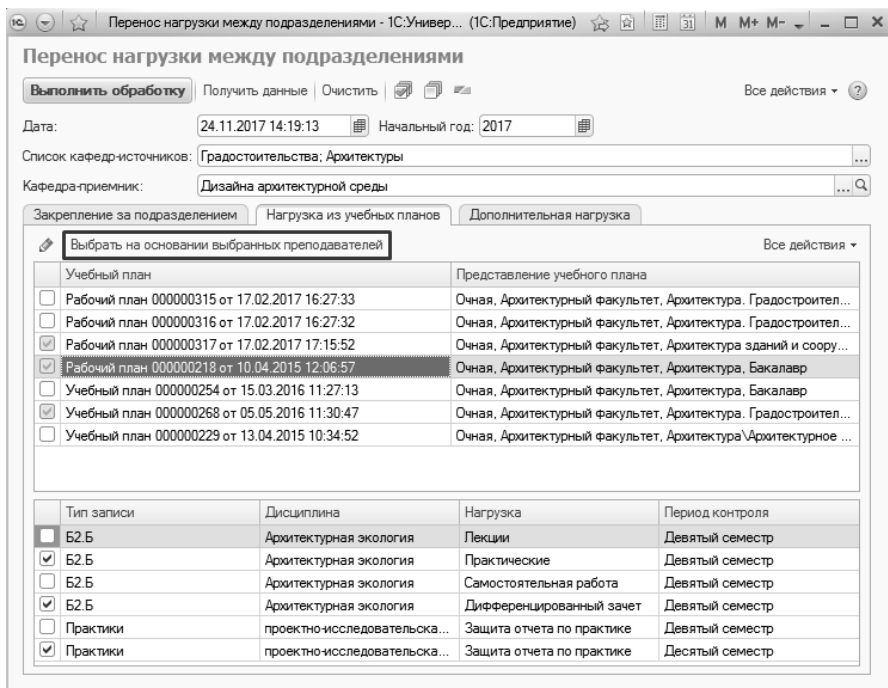 Перенос нагрузки между подразделениями - 1С:Универ... (1С:Предприятие) 31 M M+ M-
Перенос нагрузки между подразделениями
Выполнить обработку Получить данные Очистить Все действия ?
Дата: 24.11.2017 14:19:13 Начальный год: 2017
Список кафедр-источников: Градостоительства; Архитектуры ...
Кафедра-приемник: Дизайна архитектурной среды ...
Закрепление за подразделением Нагрузка из учебных планов Дополнительная нагрузка
Выбрать на основании выбранных преподавателей Все действия
Учебный план Представление учебного плана
Рабочий план 000000315 от 17.02.2017 16:27:33 Очная, Архитектурный факультет, Архитектура. Градостроител...
Рабочий план 000000316 от 17.02.2017 16:27:32 Очная, Архитектурный факультет, Архитектура. Градостроител...
Рабочий план 000000317 от 17.02.2017 17:15:52 Очная, Архитектурный факультет, Архитектура зданий и соору...
Рабочий план 000000218 от 10.04.2015 12:06:57 Очная, Архитектурный факультет, Архитектура, Бакалавр
Учебный план 000000254 от 15.03.2016 11:27:13 Очная, Архитектурный факультет, Архитектура, Бакалавр
Учебный план 000000268 от 05.05.2016 11:30:47 Очная, Архитектурный факультет, Архитектура. Градостроител...
Учебный план 000000229 от 13.04.2015 10:34:52 Очная, Архитектурный факультет, Архитектура\Архитектурное ...
Тип записи Дисциплина Нагрузка Период контроля
Б2.Б Архитектурная экология Лекции Девятый семестр
Б2.Б Архитектурная экология Практические Девятый семестр
Б2.Б Архитектурная экология Самостоятельная работа Девятый семестр
Б2.Б Архитектурная экология Дифференцированный зачет Девятый семестр
Практики проектно-исследовательска... Защита отчета по практике Девятый семестр
Практики проектно-исследовательска... Защита отчета по практике Десятый семестр